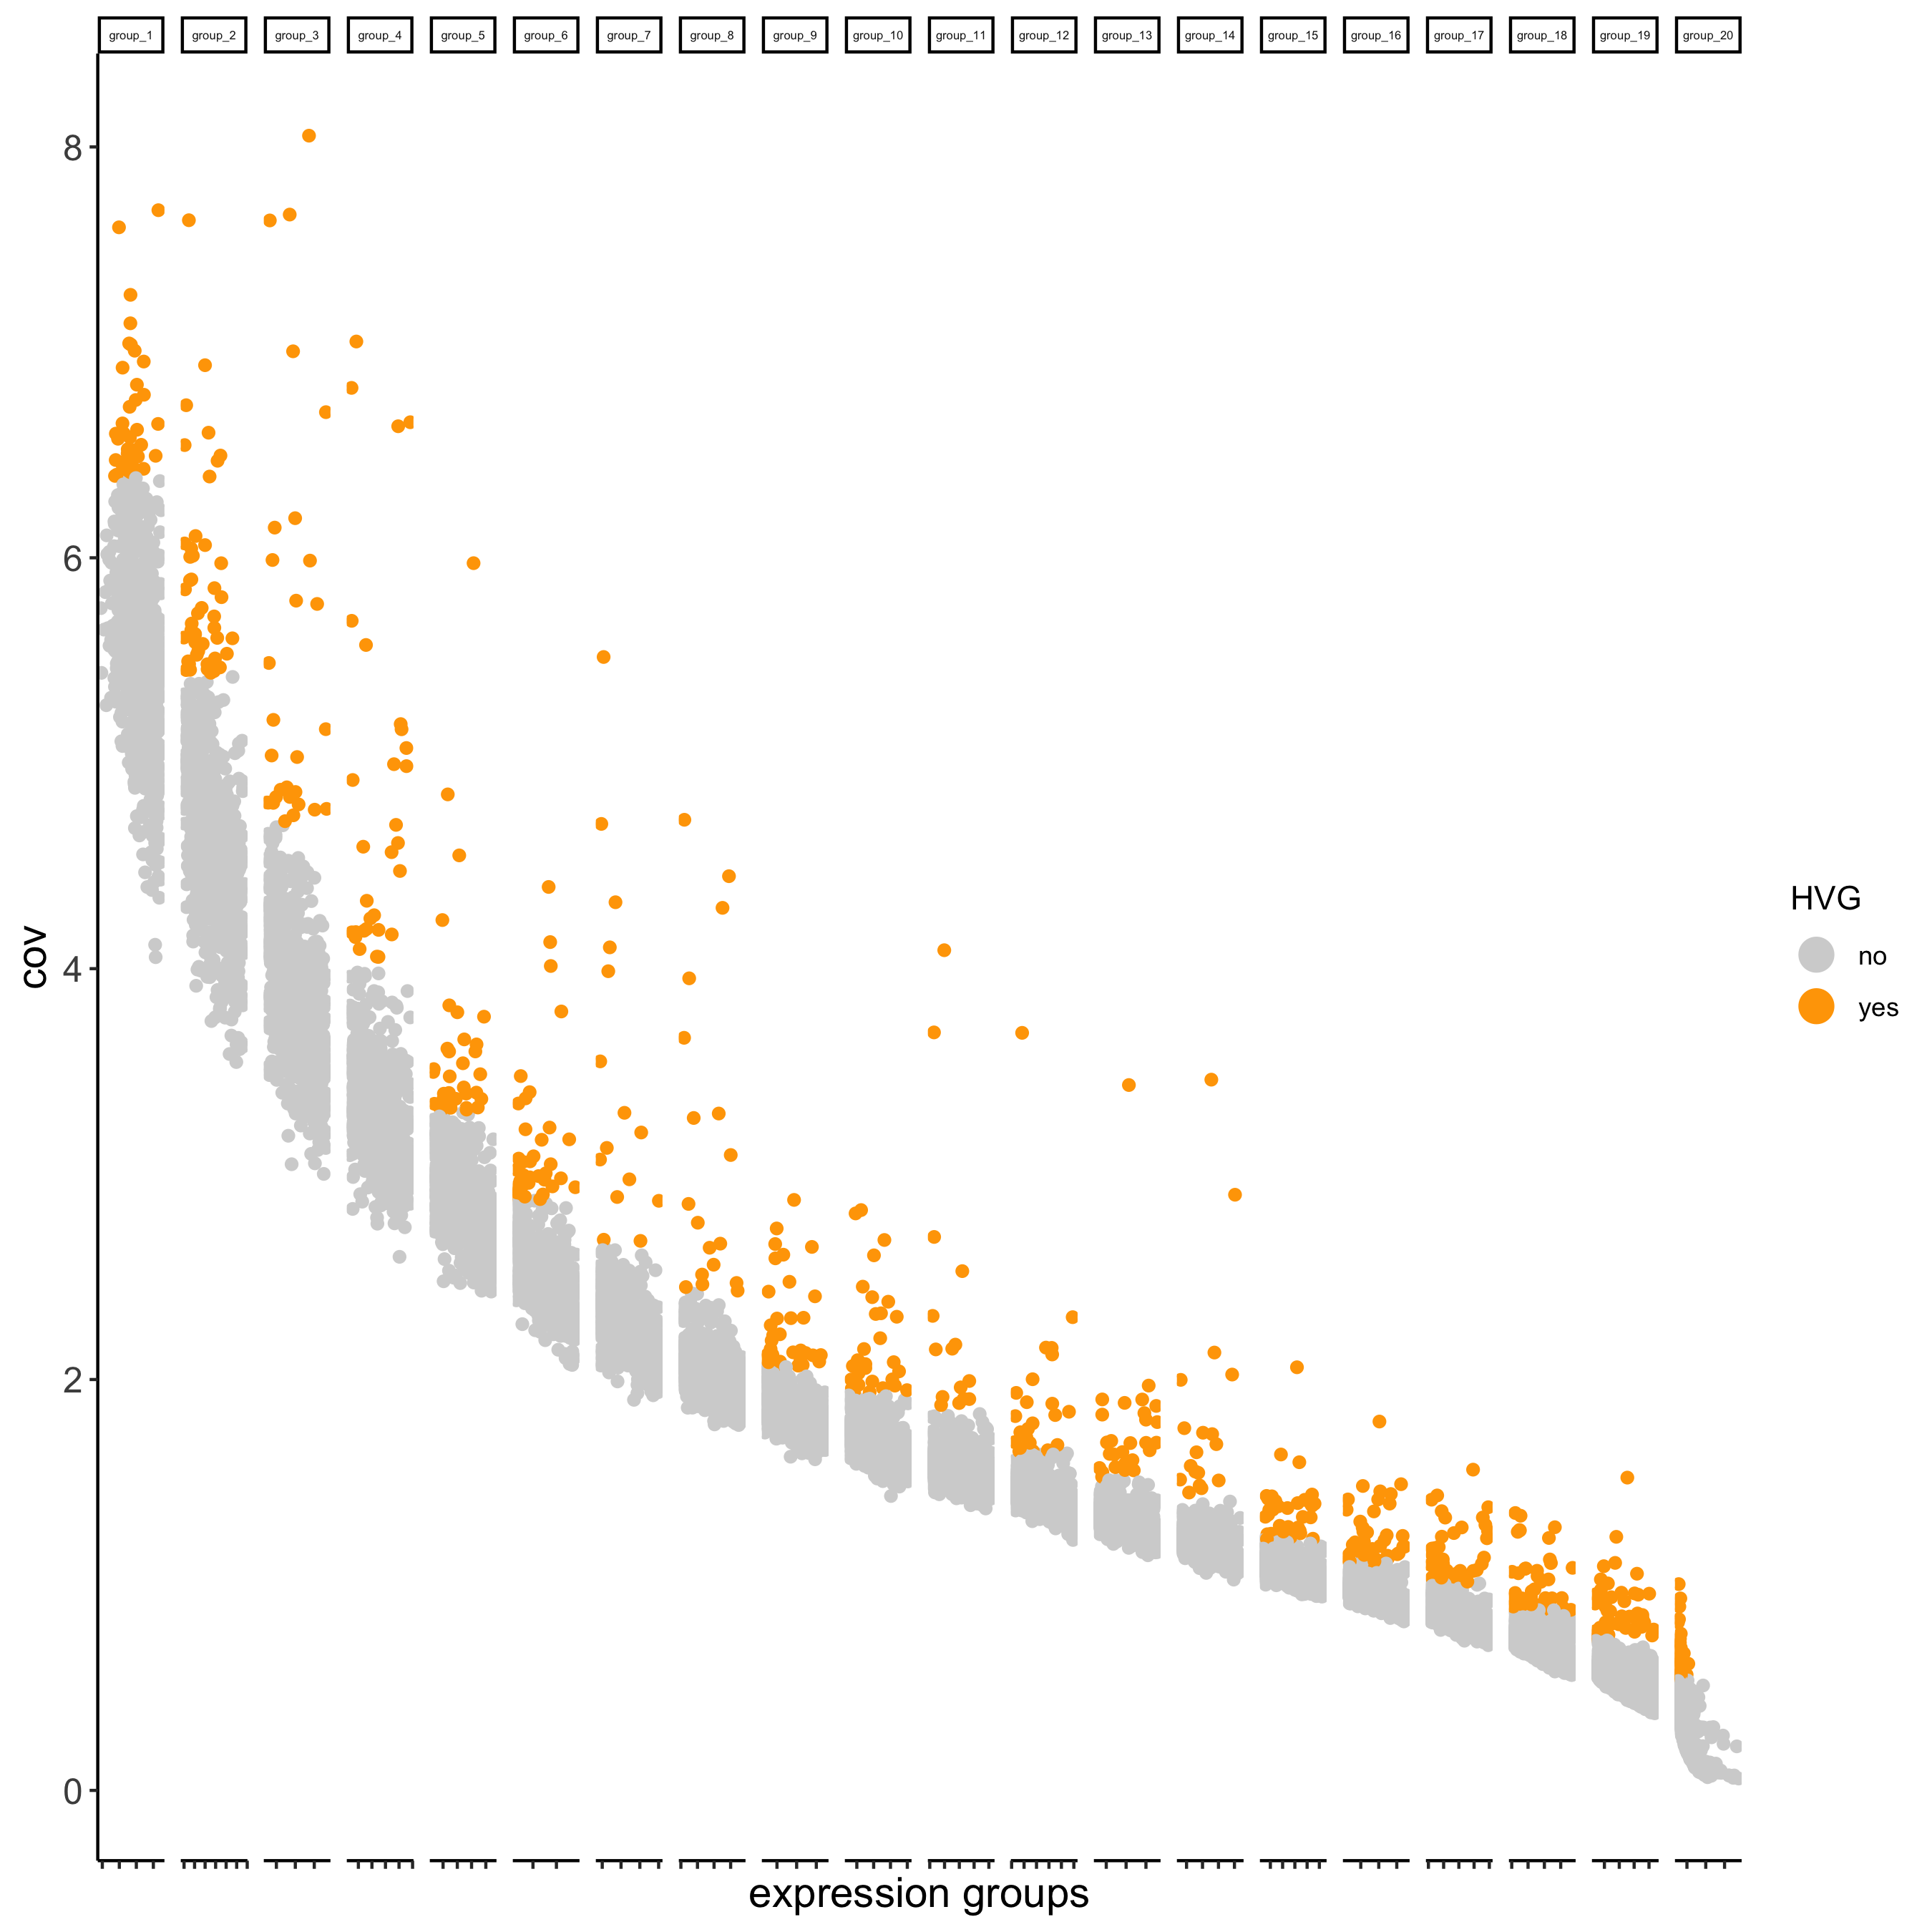 group_1 group_2 group_3 group_4 group_5 group_6 group_7 group_8 group_9 group_10 group_11 group_12 group_13 group_14 group_15 group_16 group_17 group_18 group_19 group_20
8
6
4
2
0
cov
expression groups
HVG
no
yes